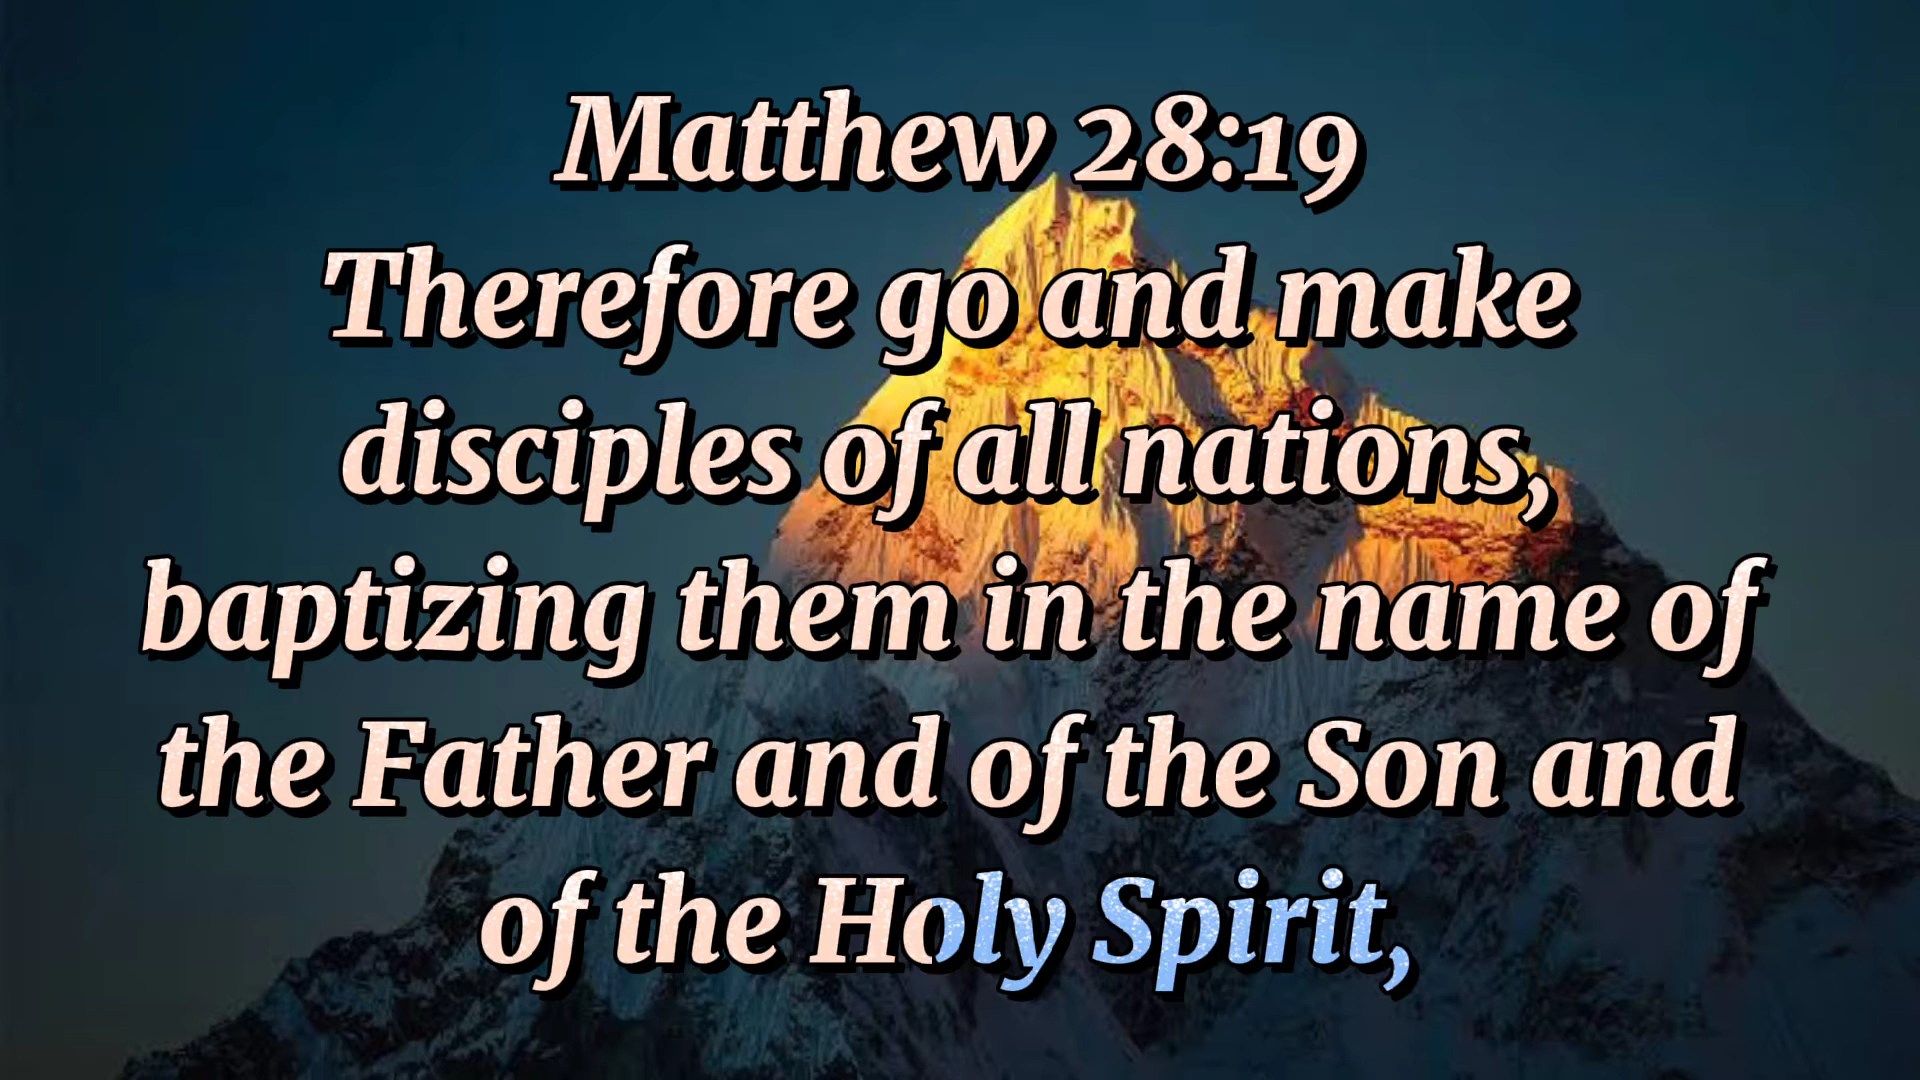 Matthew 28:19
Therefore go and make
disciples of all nations,
baptizing them in the name of
the Father and of the Son and
of the Holy Spirit,